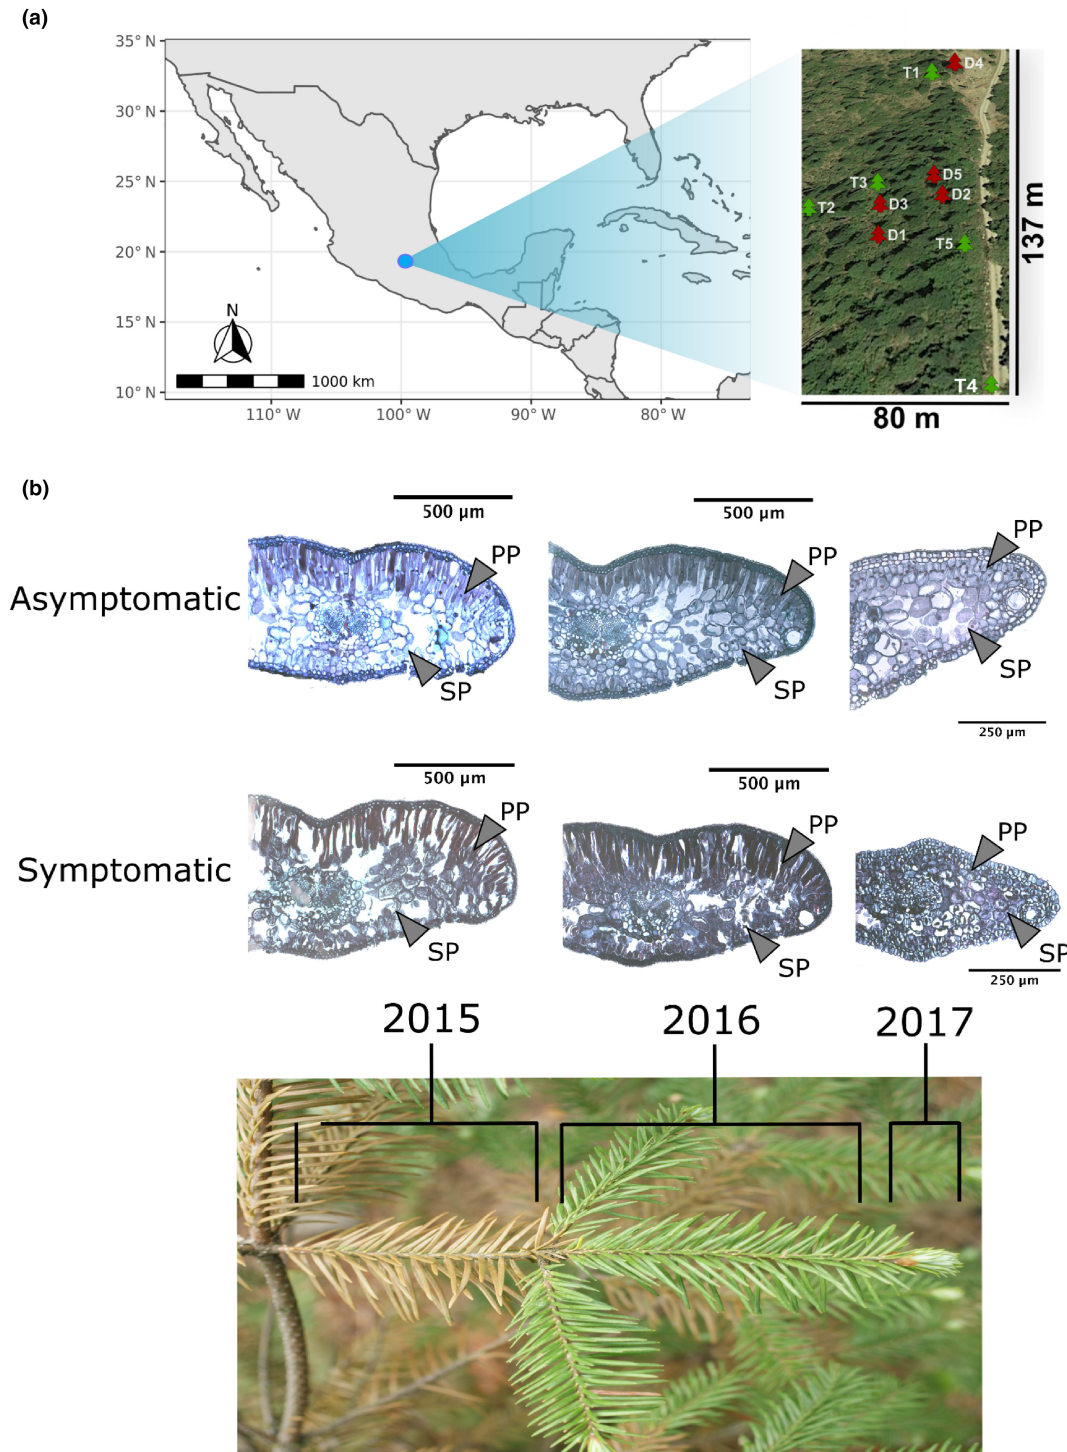 (a)
35° N
30° N
25° N
20° N
15° N
10° N
110° W
100° W
90° W
80° W
N
1000 km
T1
D4
D5
T3
D2
T2
D3
D1
T5
T4
137 m
80 m
(b)
500 µm
500 µm
PP
PP
PP
Asymptomatic
SP
SP
SP
250 µm
500 µm
500 µm
PP
PP
PP
Symptomatic
SP
SP
SP
250 µm
2015
2016
2017